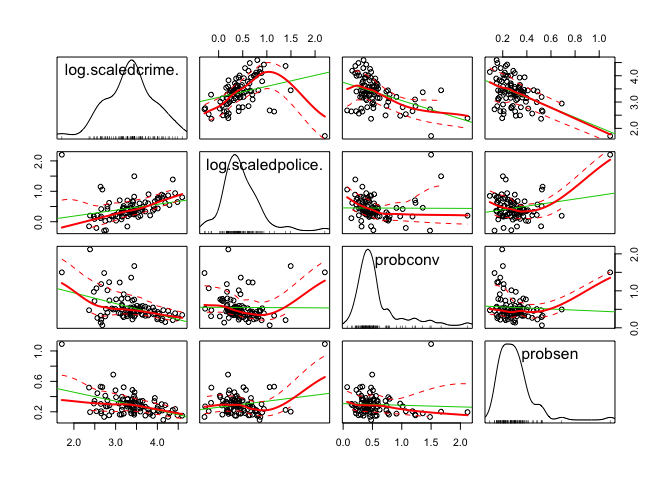 0.0 0.5 1.0 1.5 2.0 0.2 0.4 0.6 0.8 1.0
log.scaledcrime. 2.0 3.0 4.0
0.0 1.0 2.0 log.scaledpolice.
probconv 0.0 1.0 2.0
0.2 0.6 1.0 probsen
2.0 3.0 4.0 0.0 0.5 1.0 1.5 2.0